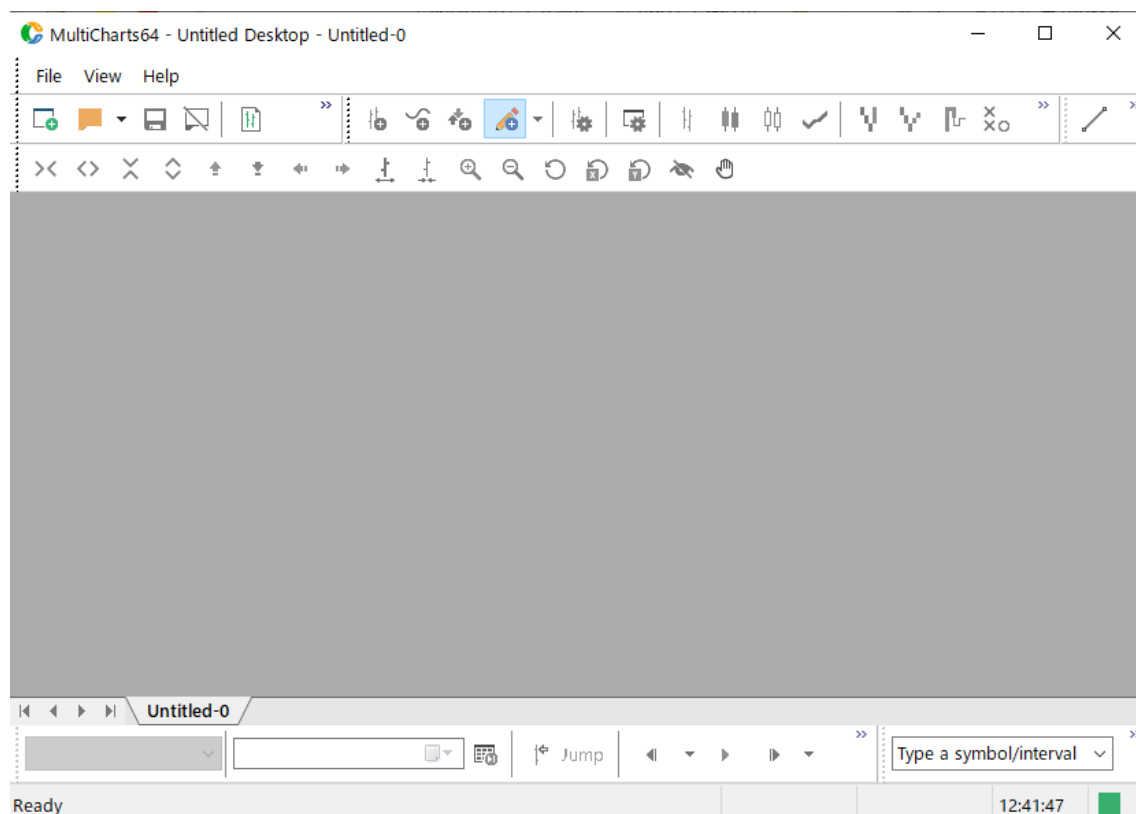 MultiCharts64 - Untitled Desktop - Untitled-0
File View Help
Untitled-0
Jump
Type a symbol/interval
Ready
12:41:47